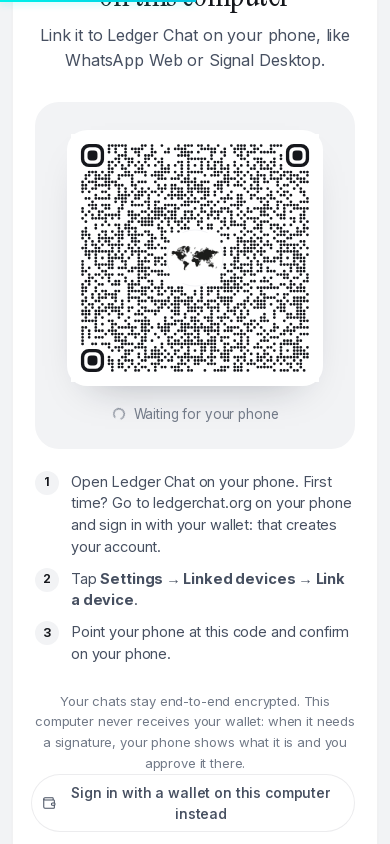 on this computer
Link it to Ledger Chat on your phone, like
WhatsApp Web or Signal Desktop.
Waiting for your phone
1
Open Ledger Chat on your phone. First
time? Go to ledgerchat.org on your phone
and sign in with your wallet: that creates
your account.
2
Tap Settings → Linked devices → Link
a device.
3
Point your phone at this code and confirm
on your phone.
Your chats stay end-to-end encrypted. This
computer never receives your wallet: when it needs
a signature, your phone shows what it is and you
approve it there.
Sign in with a wallet on this computer
instead